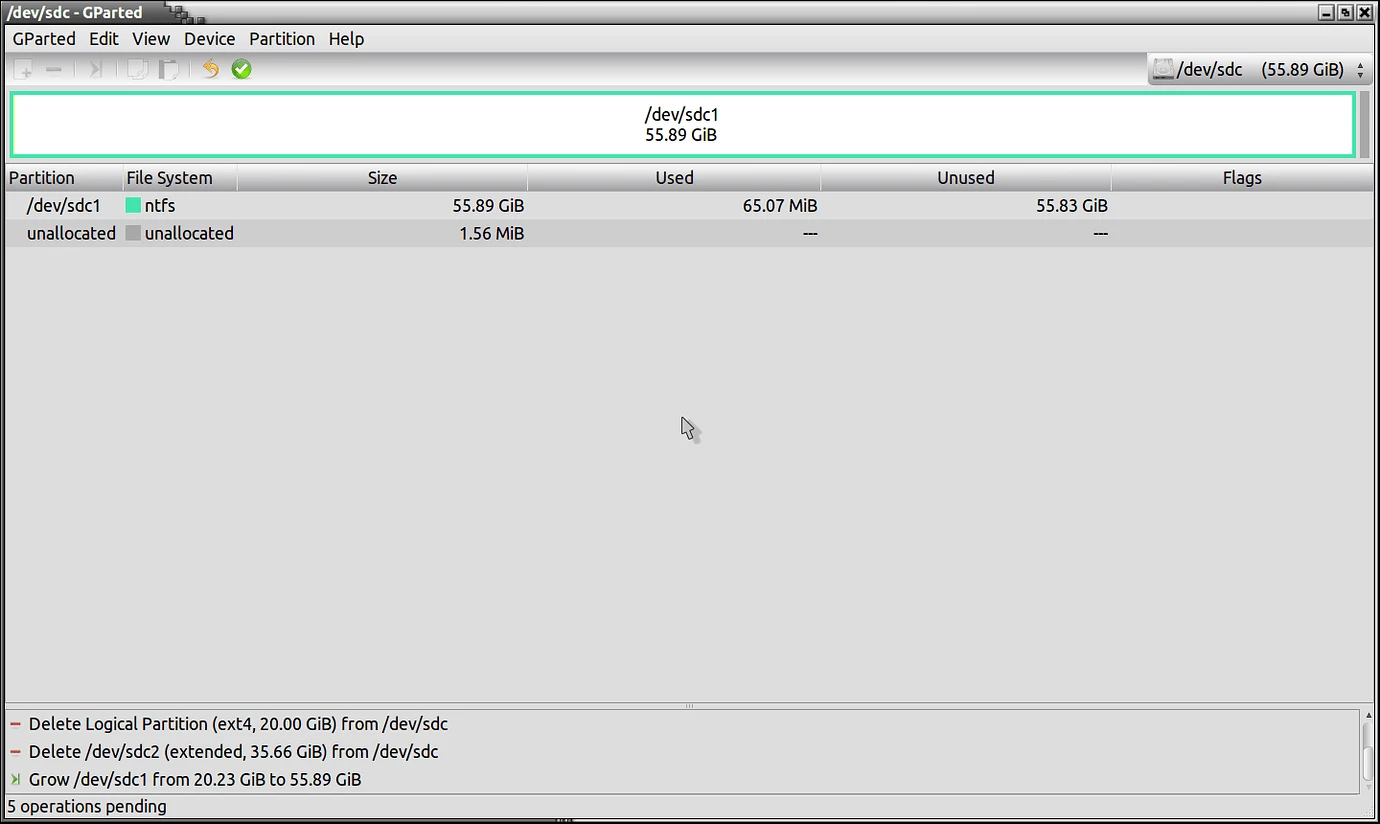 /dev/sdc - GParted
GParted Edit View Device Partition Help
/dev/sdc (55.89 GiB)
/dev/sdc1
55.89 GiB
Partition File System Size Used Unused Flags
/dev/sdc1 ntfs 55.89 GiB 65.07 MiB 55.83 GiB
unallocated unallocated 1.56 MiB --- ---
Delete Logical Partition (ext4, 20.00 GiB) from /dev/sdc
Delete /dev/sdc2 (extended, 35.66 GiB) from /dev/sdc
Grow /dev/sdc1 from 20.23 GiB to 55.89 GiB
5 operations pending